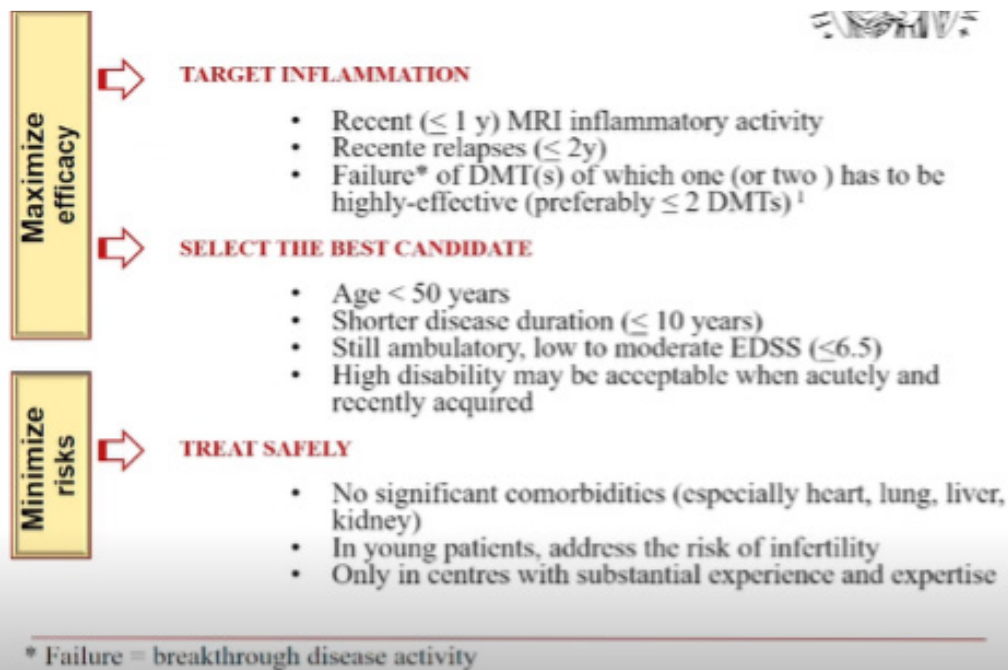 Maximize
efficacy
TARGET INFLAMMATION
• Recent (≤ 1 y) MRI inflammatory activity
• Recente relapses (≤ 2y)
• Failure* of DMT(s) of which one (or two ) has to be
highly-effective (preferably ≤ 2 DMTs) 1
SELECT THE BEST CANDIDATE
• Age < 50 years
• Shorter disease duration (≤ 10 years)
• Still ambulatory, low to moderate EDSS (≤6.5)
• High disability may be acceptable when acutely and
recently acquired
Minimize
risks
TREAT SAFELY
• No significant comorbidities (especially heart, lung, liver,
kidney)
• In young patients, address the risk of infertility
• Only in centres with substantial experience and expertise
* Failure = breakthrough disease activity